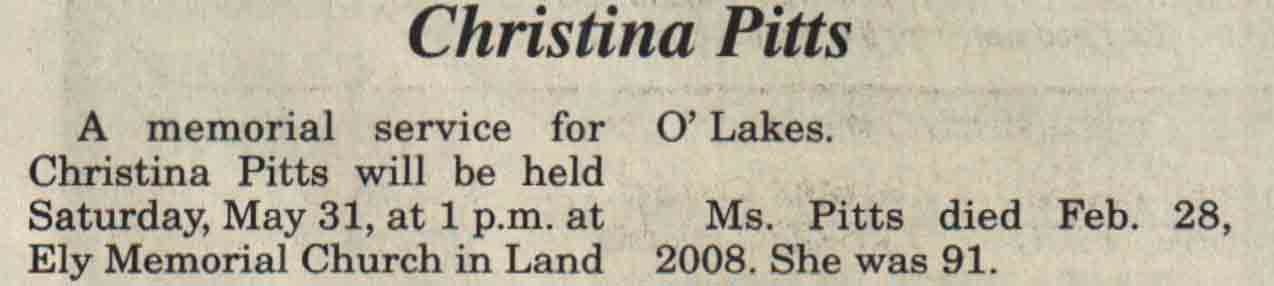 Christina Pitts
A memorial service for
Christina Pitts will be held
Saturday, May 31, at 1 p.m. at
Ely Memorial Church in Land
O' Lakes.
Ms. Pitts died Feb. 28,
2008. She was 91.